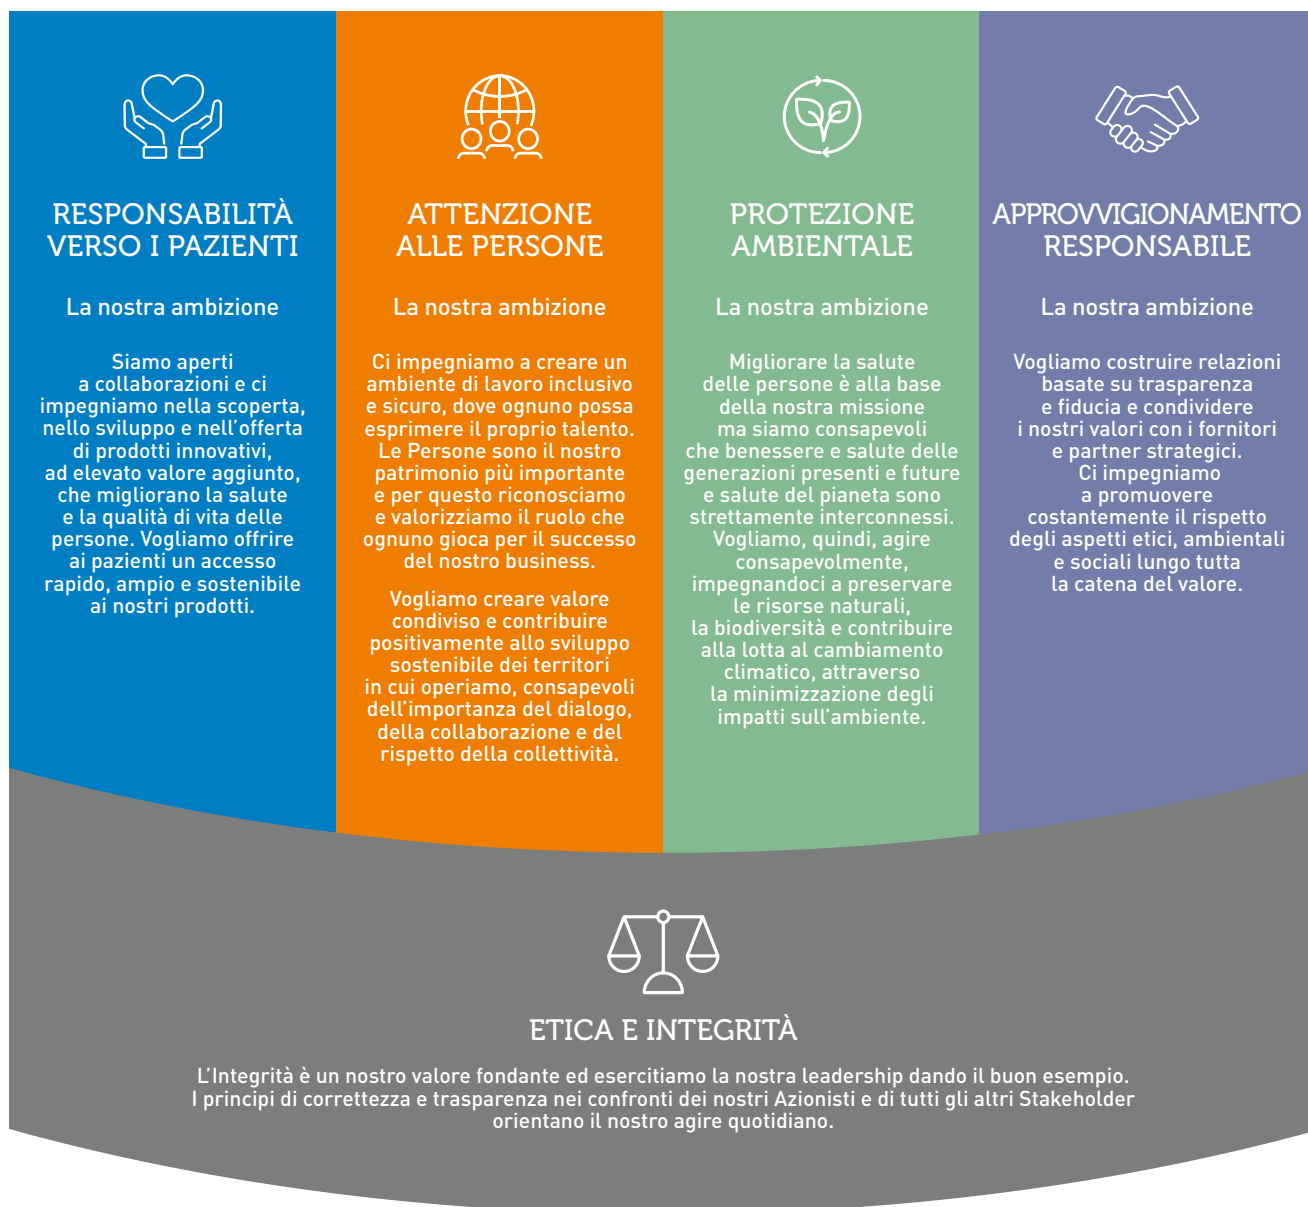 RESPONSABILITÀ
VERSO I PAZIENTI
La nostra ambizione
Siamo aperti
a collaborazioni e ci
impegniamo nella scoperta,
nello sviluppo e nell’offerta
di prodotti innovativi,
ad elevato valore aggiunto,
che migliorano la salute
e la qualità di vita delle
persone. Vogliamo offrire
ai pazienti un accesso
rapido, ampio e sostenibile
ai nostri prodotti.
ATTENZIONE
ALLE PERSONE
La nostra ambizione
Ci impegniamo a creare un
ambiente di lavoro inclusivo
e sicuro, dove ognuno possa
esprimere il proprio talento.
Le Persone sono il nostro
patrimonio più importante
e per questo riconosciamo
e valorizziamo il ruolo che
ognuno gioca per il successo
del nostro business.
Vogliamo creare valore
condiviso e contribuire
positivamente allo sviluppo
sostenibile dei territori
in cui operiamo, consapevoli
dell’importanza del dialogo,
della collaborazione e del
rispetto della collettività.
PROTEZIONE
AMBIENTALE
La nostra ambizione
Migliorare la salute
delle persone è alla base
della nostra missione
ma siamo consapevoli
che benessere e salute delle
generazioni presenti e future
e salute del pianeta sono
strettamente interconnessi.
Vogliamo, quindi, agire
consapevolmente,
impegnandoci a preservare
le risorse naturali,
la biodiversità e contribuire
alla lotta al cambiamento
climatico, attraverso
la minimizzazione degli
impatti sull’ambiente.
APPROVVIGIONAMENTO
RESPONSABILE
La nostra ambizione
Vogliamo costruire relazioni
basate su trasparenza
e fiducia e condividere
i nostri valori con i fornitori
e partner strategici.
Ci impegniamo
a promuovere
costantemente il rispetto
degli aspetti etici, ambientali
e sociali lungo tutta
la catena del valore.
ETICA E INTEGRITÀ
L’Integrità è un nostro valore fondante ed esercitiamo la nostra leadership dando il buon esempio.
I principi di correttezza e trasparenza nei confronti dei nostri Azionisti e di tutti gli altri Stakeholder
orientano il nostro agire quotidiano.